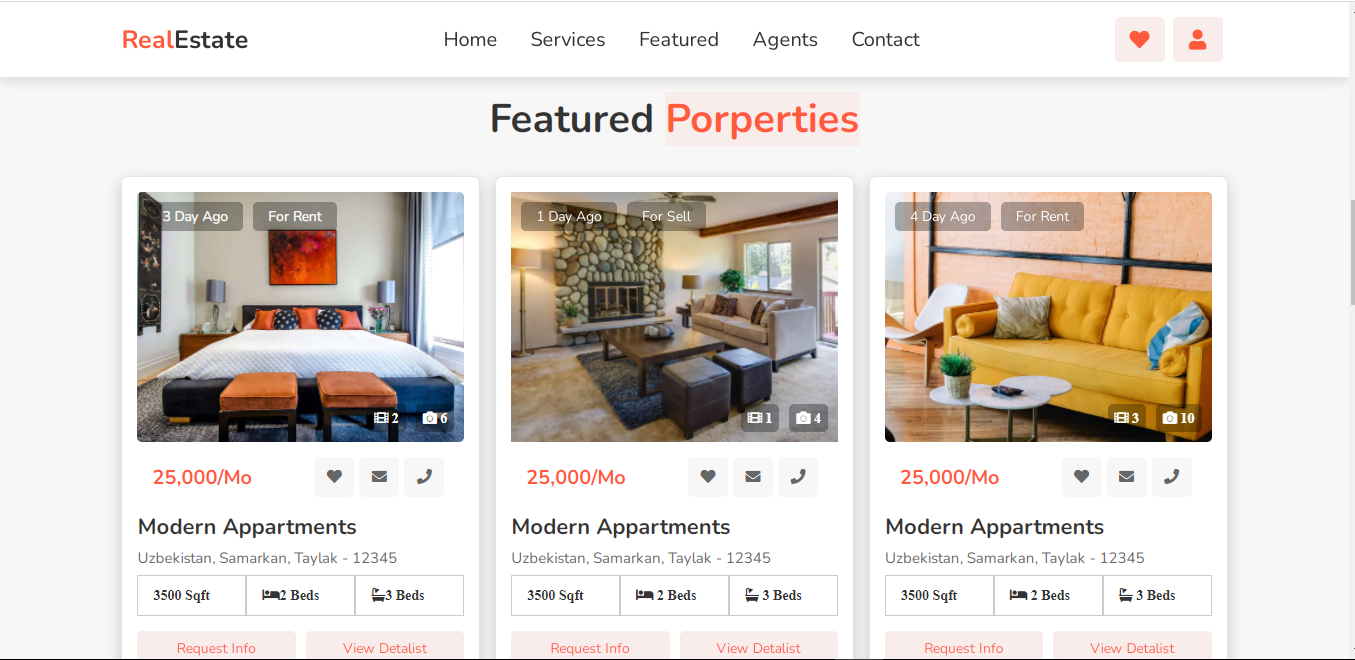 RealEstate Home Services Featured Agents Contact
Featured Porperties
3 Day Ago For Rent 1 Day Ago For Sell 4 Day Ago For Rent
2 6 1 4 3 10
25,000/Mo 25,000/Mo 25,000/Mo
Modern Appartments Modern Appartments Modern Appartments
Uzbekistan, Samarkan, Taylak - 12345 Uzbekistan, Samarkan, Taylak - 12345 Uzbekistan, Samarkan, Taylak - 12345
3500 Sqft 2 Beds 3 Beds 3500 Sqft 2 Beds 3 Beds 3500 Sqft 2 Beds 3 Beds
Request Info View Detalist Request Info View Detalist Request Info View Detalist